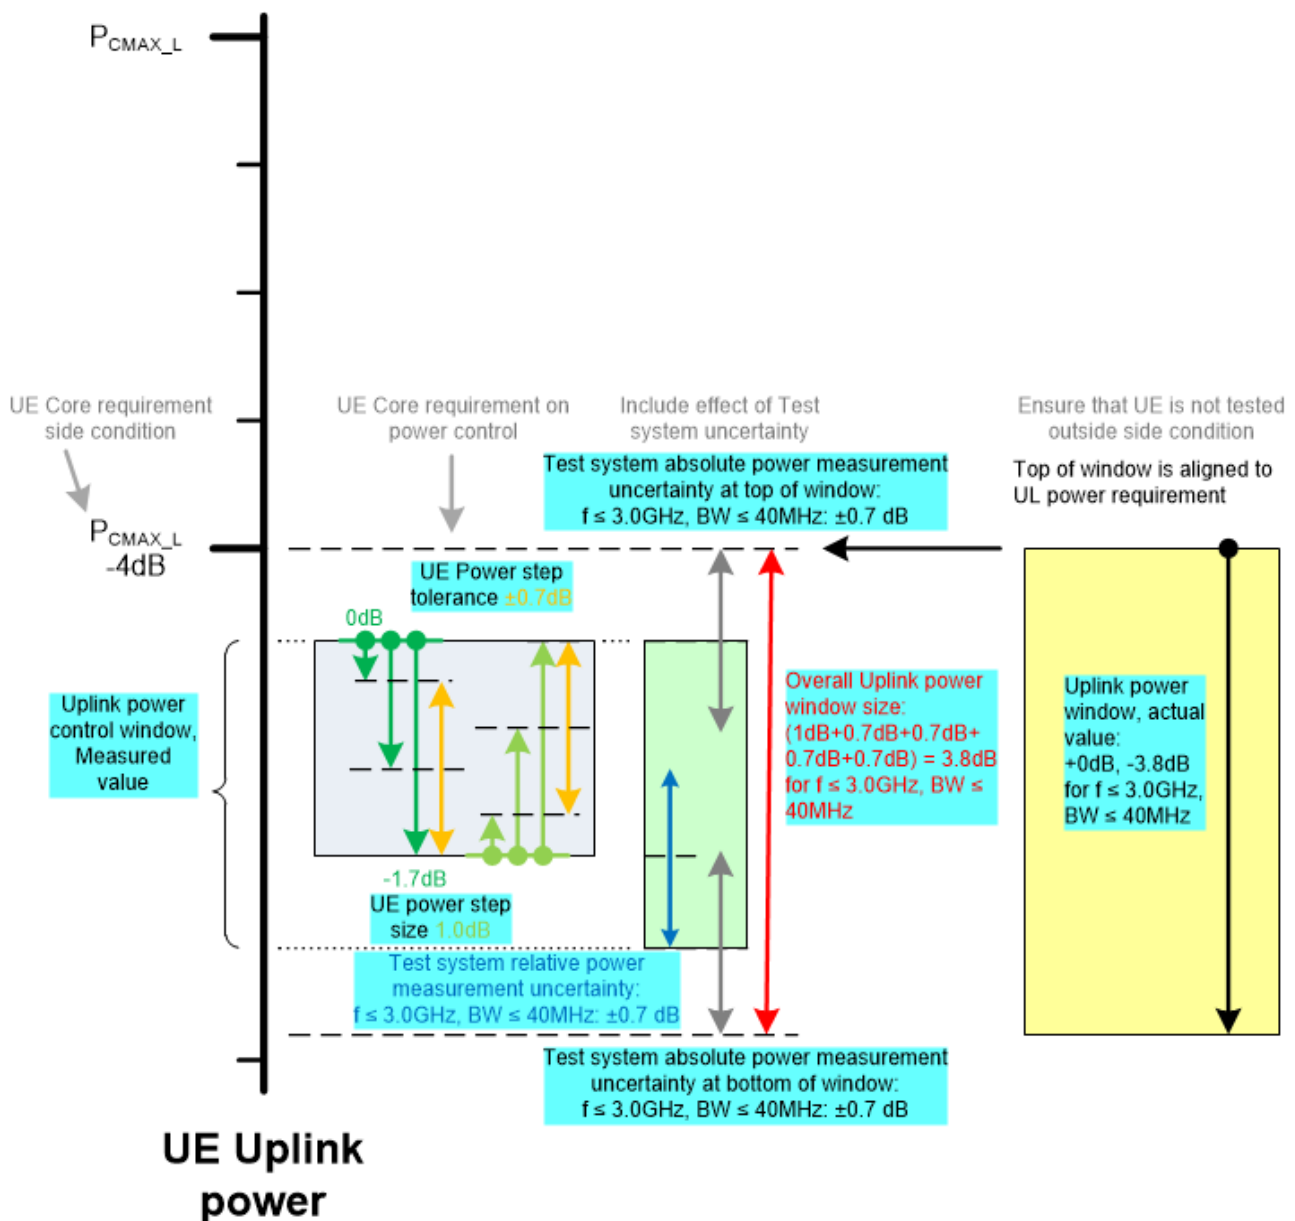 P_CMAX_L
UE Core requirement
side condition
UE Core requirement on
power control
Include effect of Test
system uncertainty
Ensure that UE is not tested
outside side condition
Test system absolute power measurement
uncertainty at top of window:
f ≤ 3.0GHz, BW ≤ 40MHz: ±0.7 dB
Top of window is aligned to
UL power requirement
P_CMAX_L
-4dB
UE Power step
tolerance ±0.7dB
0dB
Uplink power
control window,
Measured
value
Overall Uplink power
window size:
(1dB+0.7dB+0.7dB+
0.7dB+0.7dB) = 3.8dB
for f ≤ 3.0GHz, BW ≤
40MHz
Uplink power
window, actual
value:
+0dB, -3.8dB
for f ≤ 3.0GHz,
BW ≤ 40MHz
-1.7dB
UE power step
size 1.0dB
Test system relative power
measurement uncertainty:
f ≤ 3.0GHz, BW ≤ 40MHz: ±0.7 dB
Test system absolute power measurement
uncertainty at bottom of window:
f ≤ 3.0GHz, BW ≤ 40MHz: ±0.7 dB
UE Uplink
power